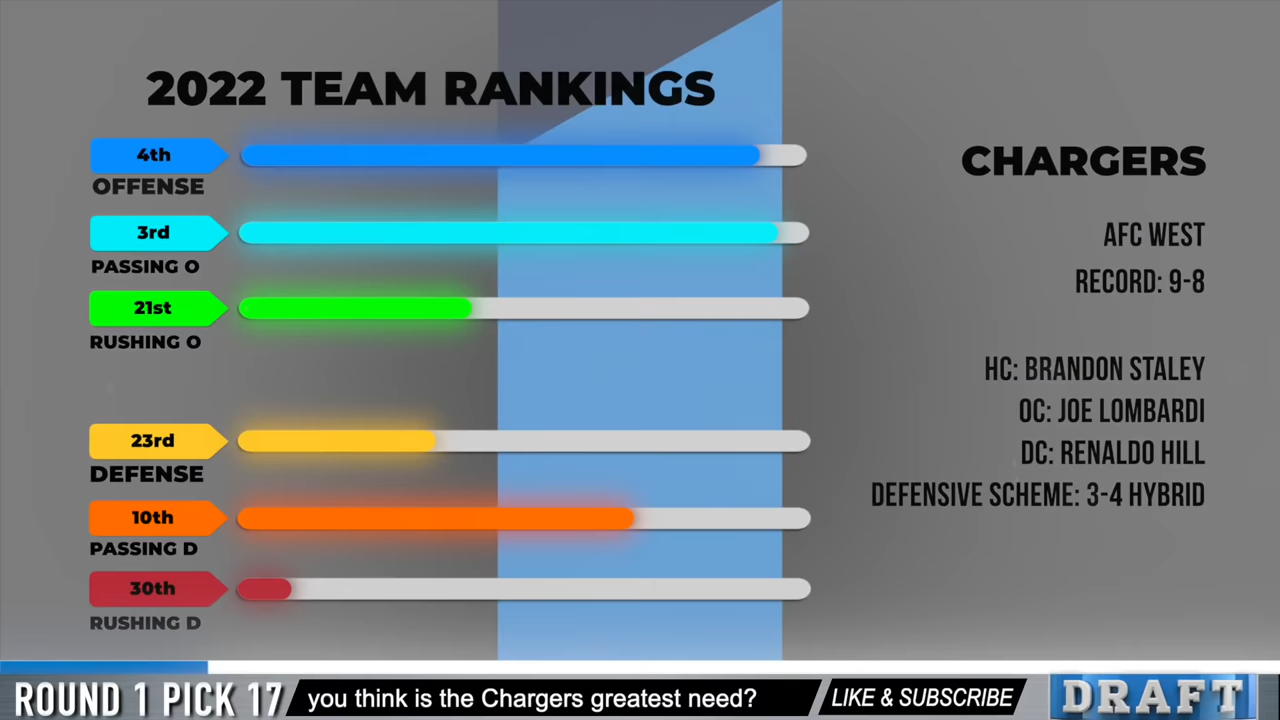 2022 TEAM RANKINGS
4th
OFFENSE
3rd
PASSING O
21st
RUSHING O
23rd
DEFENSE
10th
PASSING D
30th
RUSHING D
CHARGERS
AFC WEST
RECORD: 9-8
HC: BRANDON STALEY
OC: JOE LOMBARDI
DC: RENALDO HILL
DEFENSIVE SCHEME: 3-4 HYBRID
ROUND 1 PICK 17
you think is the Chargers greatest need?
LIKE & SUBSCRIBE
DRAFT